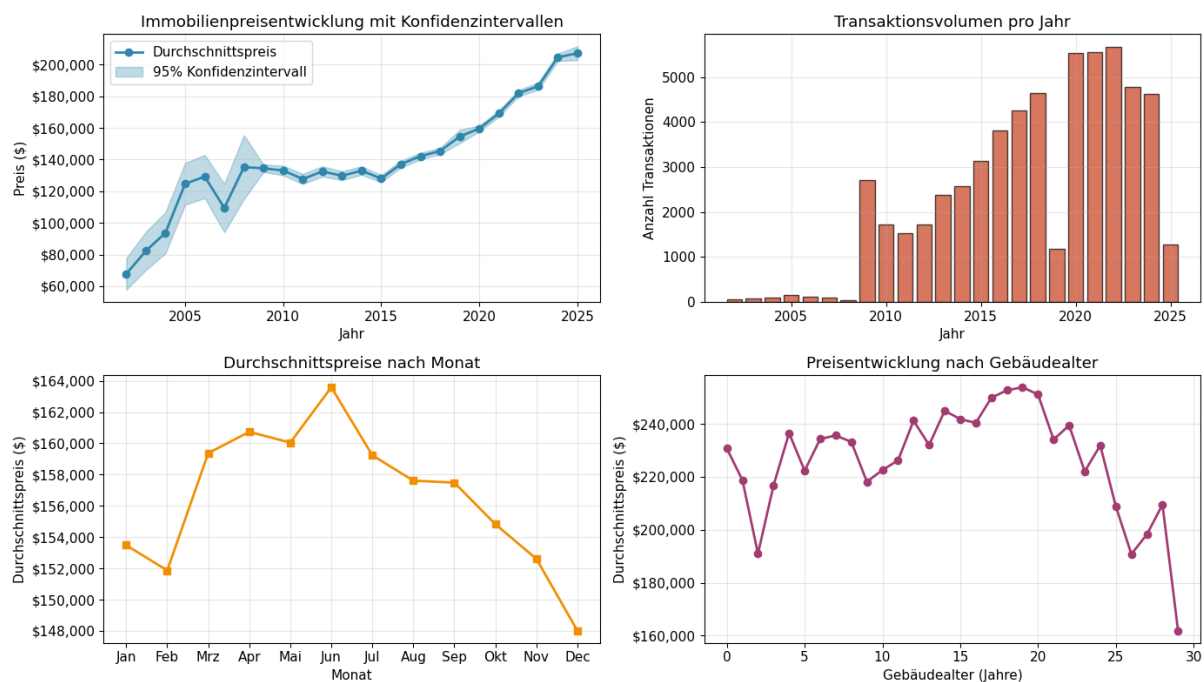 Immobilienpreisentwicklung mit Konfidenzintervallen
Durchschnittspreis
95% Konfidenzintervall
Preis ($)
$200,000
$180,000
$160,000
$140,000
$120,000
$100,000
$80,000
$60,000
2005 2010 2015 2020 2025
Jahr
Transaktionsvolumen pro Jahr
Anzahl Transaktionen
5000
4000
3000
2000
1000
0
2005 2010 2015 2020 2025
Jahr
Durchschnittspreise nach Monat
Durchschnittspreis ($)
$164,000
$162,000
$160,000
$158,000
$156,000
$154,000
$152,000
$150,000
$148,000
Jan Feb Mrz Apr Mai Jun Jul Aug Sep Okt Nov Dec
Monat
Preisentwicklung nach Gebäudealter
Durchschnittspreis ($)
$240,000
$220,000
$200,000
$180,000
$160,000
0 5 10 15 20 25 30
Gebäudealter (Jahre)